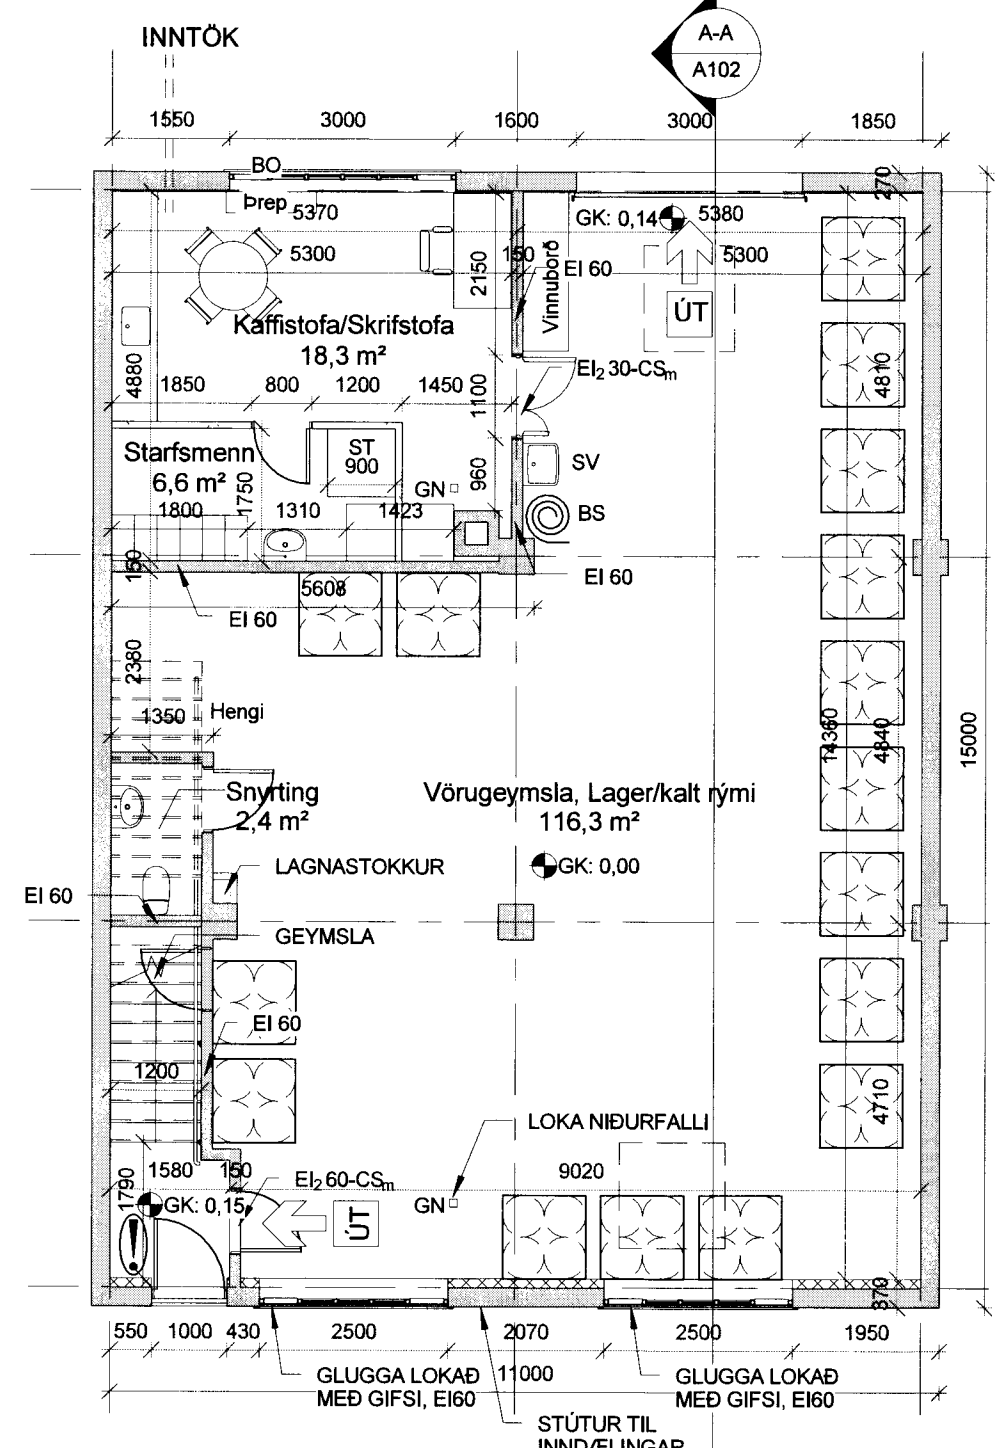 INNTÖK
A-A
A102
1550
3000
1600
3000
1850
BO
Þrep
5370
GK: 0,14
5380
270
5300
150
5300
EI 60
2150
Vinnuborð
ÚT
Kaffistofa/Skrifstofa
18,3 m²
4880
EI₂ 30-CSₘ
4810
1850
800
1200
1450
1100
Starfsmenn
6,6 m²
ST
900
SV
960
1750
GN
1800
1310
1423
BS
150
EI 60
5608
EI 60
2380
1350
Hengi
14360
4840
15000
Snyrting
2,4 m²
Vörugeymsla, Lager/kalt rými
116,3 m²
LAGNASTOKKUR
GK: 0,00
EI 60
GEYMSLA
EI 60
1200
4710
LOKA NIÐURFALLI
1580
150
9020
EI₂ 60-CSₘ
1790
GK: 0,15
GN
ÚT
370
550
1000
430
2500
2070
2500
1950
11000
GLUGGA LOKAÐ
MEÐ GIFSI, EI60
GLUGGA LOKAÐ
MEÐ GIFSI, EI60
STÚTUR TIL
INNDÆLINGAR